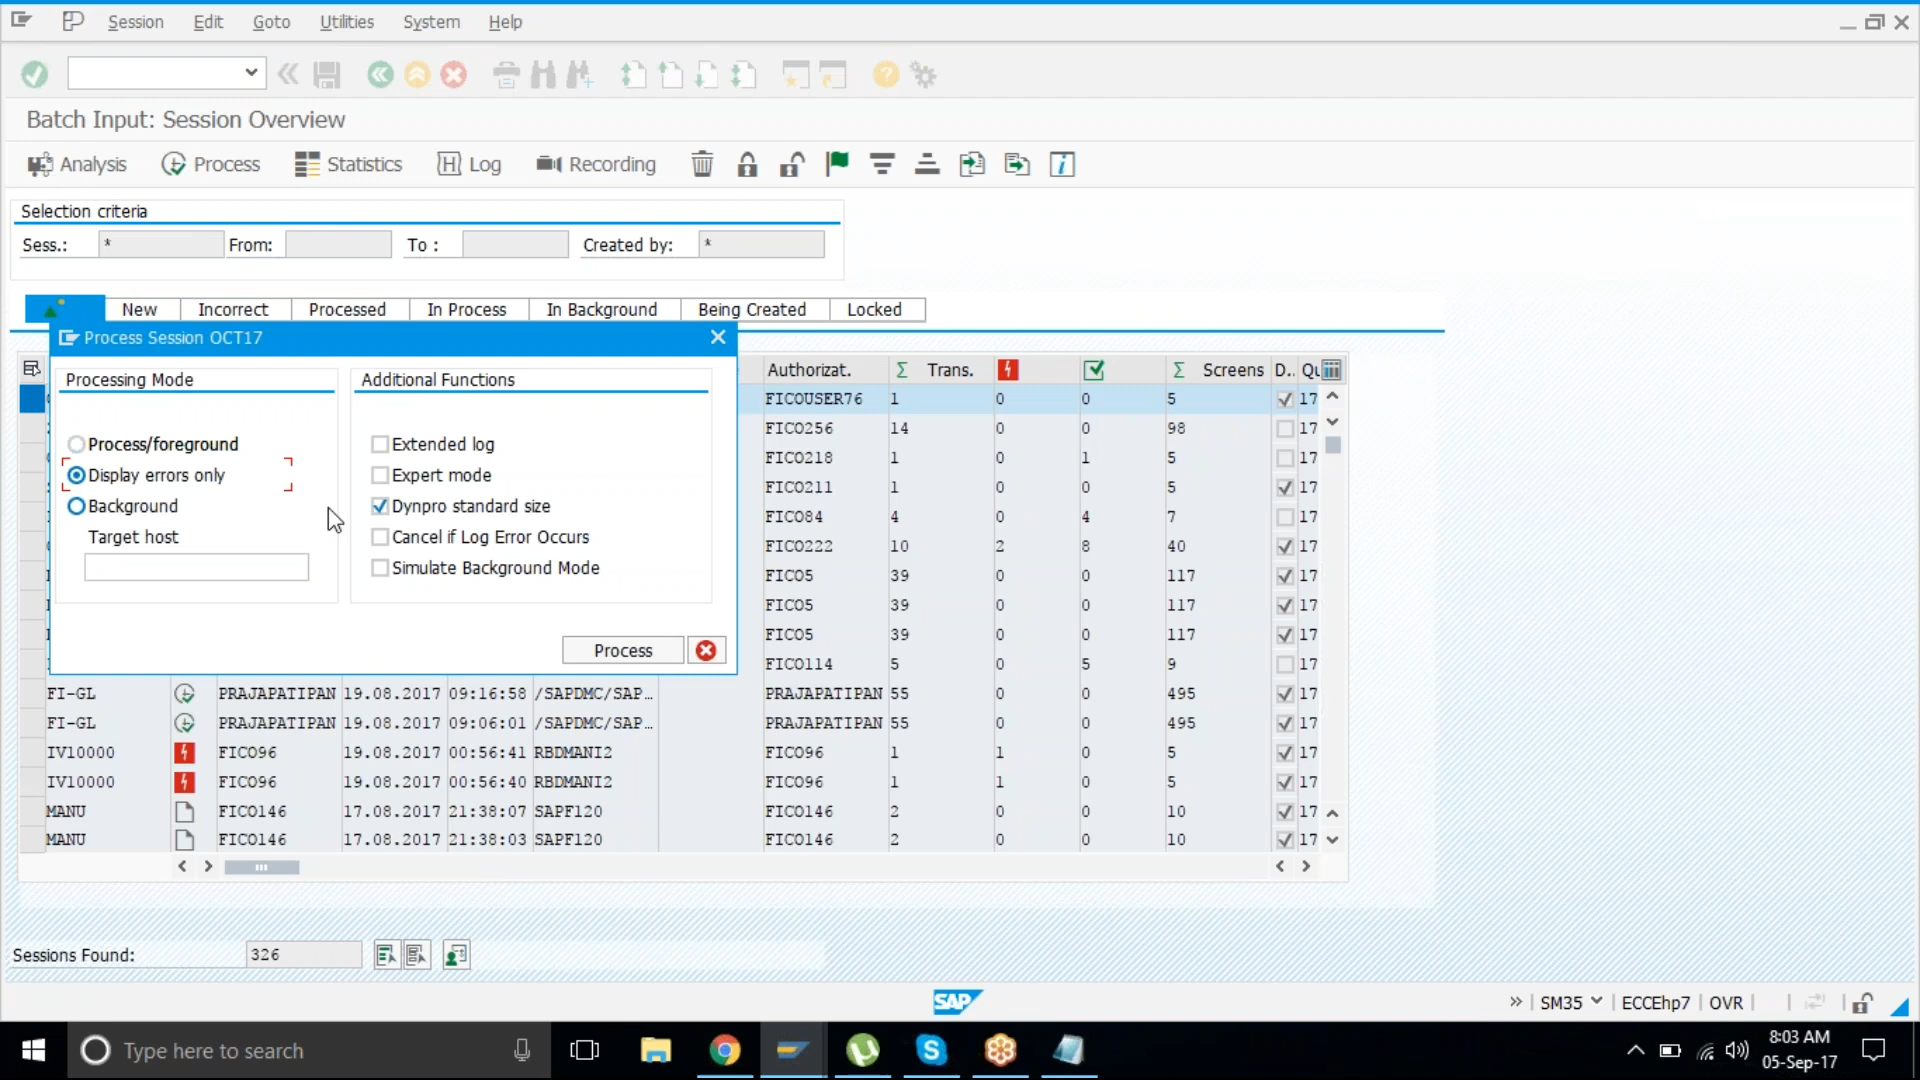 Session Edit Goto Utilities System Help
Batch Input: Session Overview
Analysis Process Statistics Log Recording
Selection criteria
Sess.: * From: To : Created by: *
New Incorrect Processed In Process In Background Being Created Locked
Process Session OCT17
Processing Mode
Process/foreground
Display errors only
Background
Target host
Additional Functions
Extended log
Expert mode
Dynpro standard size
Cancel if Log Error Occurs
Simulate Background Mode
Process
Authorizat. Σ Trans. Σ Screens D.. Qu
FICOUSER76 1 0 0 5 17
FICO256 14 0 0 98 17
FICO218 1 0 1 5 17
FICO211 1 0 0 5 17
FICO84 4 0 4 7 17
FICO222 10 2 8 40 17
FICO5 39 0 0 117 17
FICO5 39 0 0 117 17
FICO5 39 0 0 117 17
FICO114 5 0 5 9 17
FI-GL PRAJAPATIPAN 19.08.2017 09:16:58 /SAPDMC/SAP… PRAJAPATIPAN 55 0 0 495 17
FI-GL PRAJAPATIPAN 19.08.2017 09:06:01 /SAPDMC/SAP… PRAJAPATIPAN 55 0 0 495 17
IV10000 FICO96 19.08.2017 00:56:41 RBDMANI2 FICO96 1 1 0 5 17
IV10000 FICO96 19.08.2017 00:56:40 RBDMANI2 FICO96 1 1 0 5 17
MANU FICO146 17.08.2017 21:38:07 SAPF120 FICO146 2 0 0 10 17
MANU FICO146 17.08.2017 21:38:03 SAPF120 FICO146 2 0 0 10 17
Sessions Found: 326
SAP
SM35 ECCEhp7 OVR
Type here to search
8:03 AM
05-Sep-17